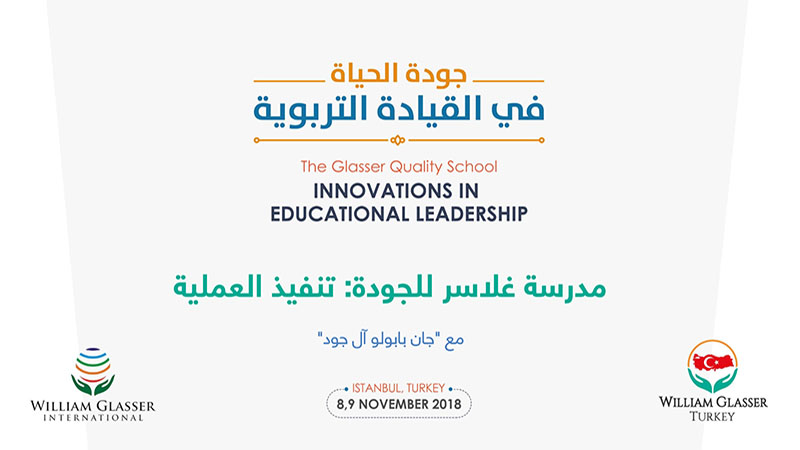 جودة الحياة
في القيادة التربوية
The Glasser Quality School
INNOVATIONS IN
EDUCATIONAL LEADERSHIP
مدرسة غلاسر للجودة: تنفيذ العملية
مع "جان بابولو آل جود"
ISTANBUL, TURKEY
8,9 NOVEMBER 2018
WILLIAM GLASSER
INTERNATIONAL
WILLIAM GLASSER
TURKEY